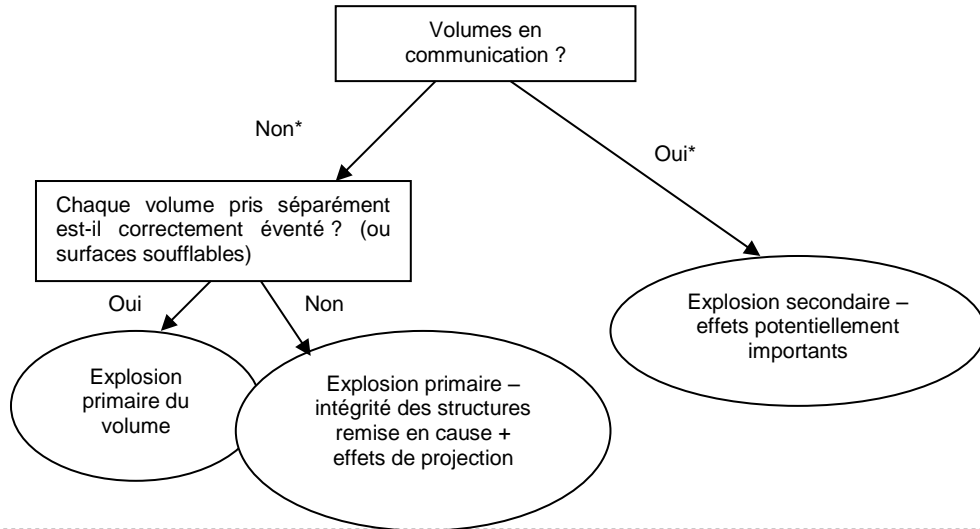 Volumes en
communication ?
Non*
Oui*
Chaque volume pris séparément
est-il correctement éventé ? (ou
surfaces soufflables)
Oui
Non
Explosion
primaire du
volume
Explosion primaire –
intégrité des structures
remise en cause +
effets de projection
Explosion secondaire –
effets potentiellement
importants